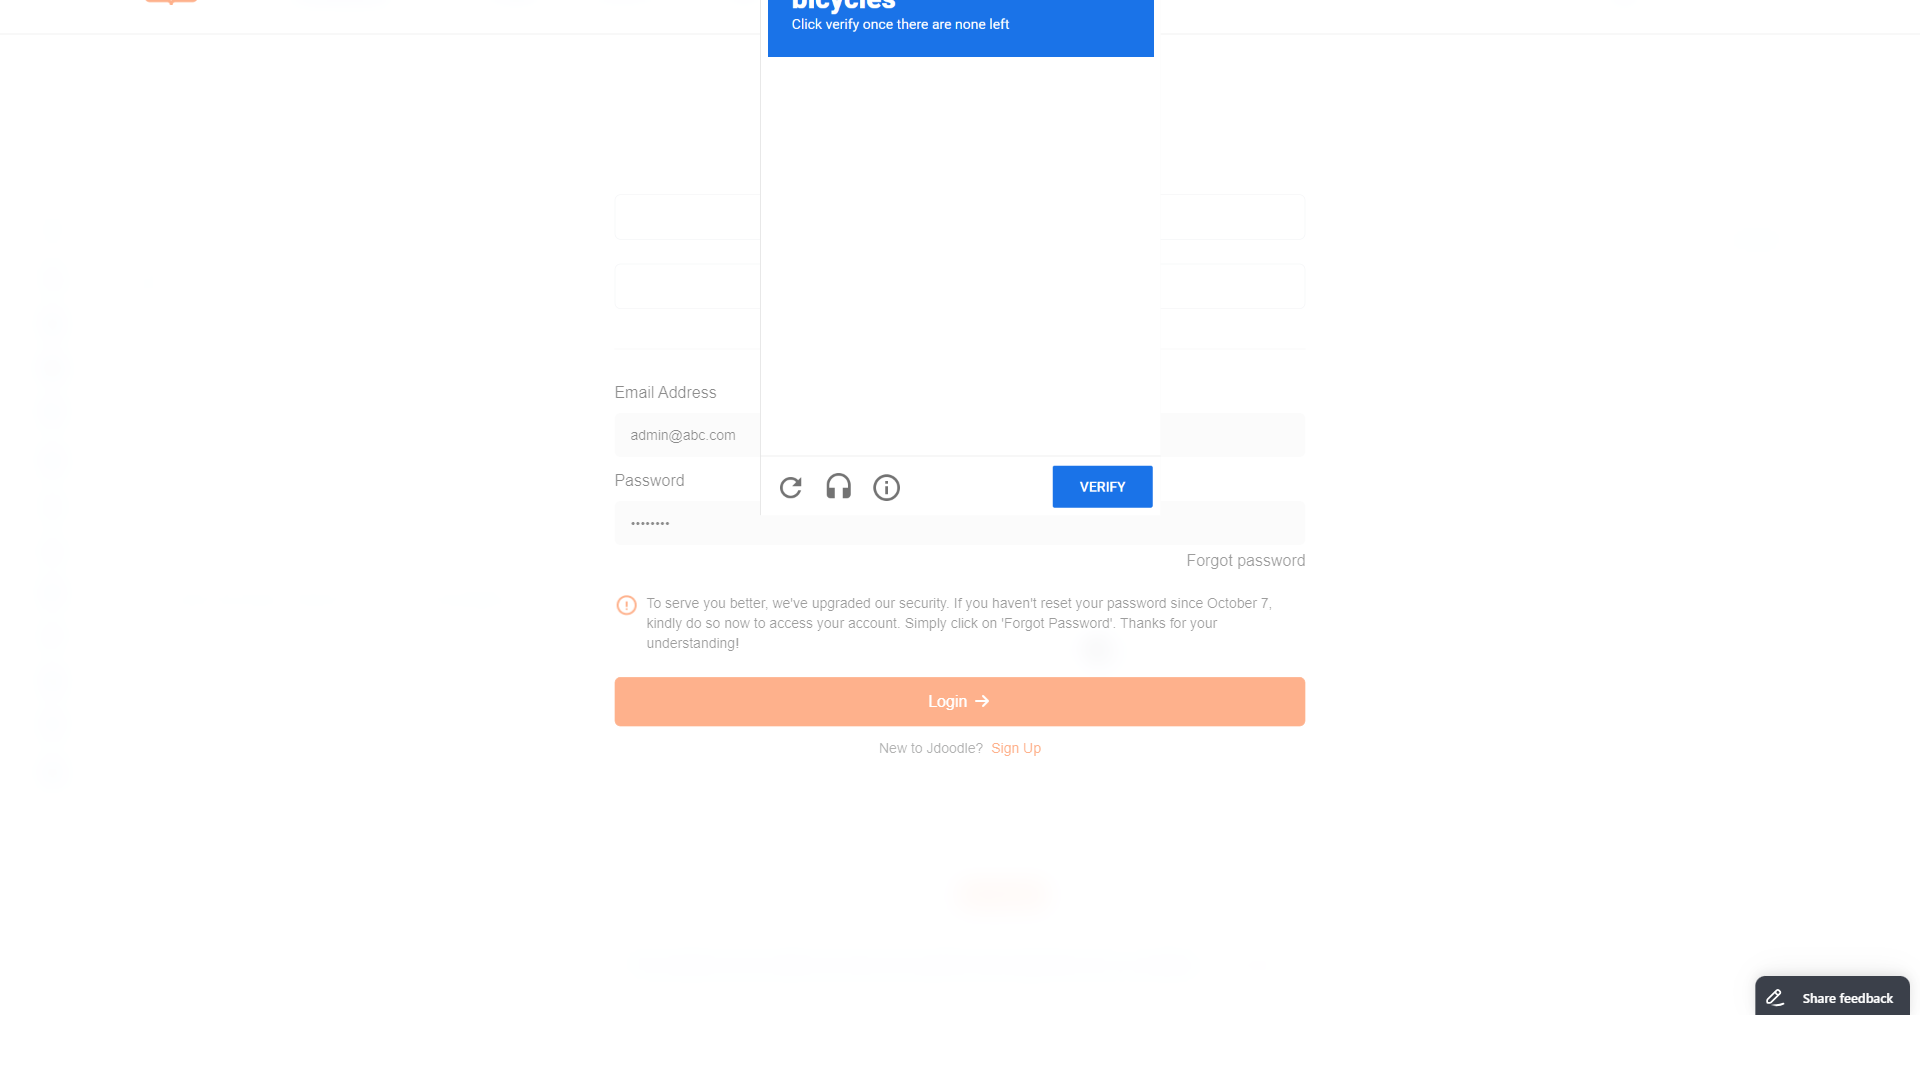 bicycles
Click verify once there are none left
Email Address
admin@abc.com
Password
••••••••
VERIFY
Forgot password
To serve you better, we've upgraded our security. If you haven't reset your password since October 7,
kindly do so now to access your account. Simply click on 'Forgot Password'. Thanks for your
understanding!
Login
New to Jdoodle? Sign Up
Share feedback